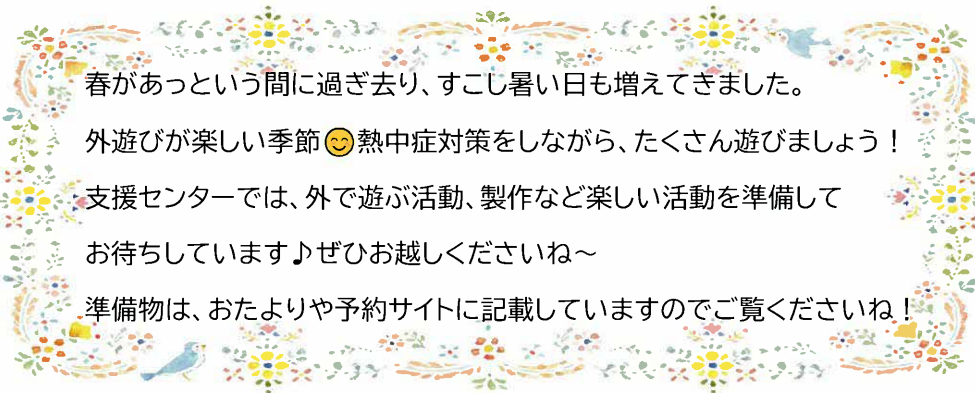 春があっという間に過ぎ去り、すこし暑い日も増えてきました。
外遊びが楽しい季節😊熱中症対策をしながら、たくさん遊びましょう！
支援センターでは、外で遊ぶ活動、製作など楽しい活動を準備して
お待ちしています♪ぜひお越しくださいね～
準備物は、おたよりや予約サイトに記載していますのでご覧くださいね！